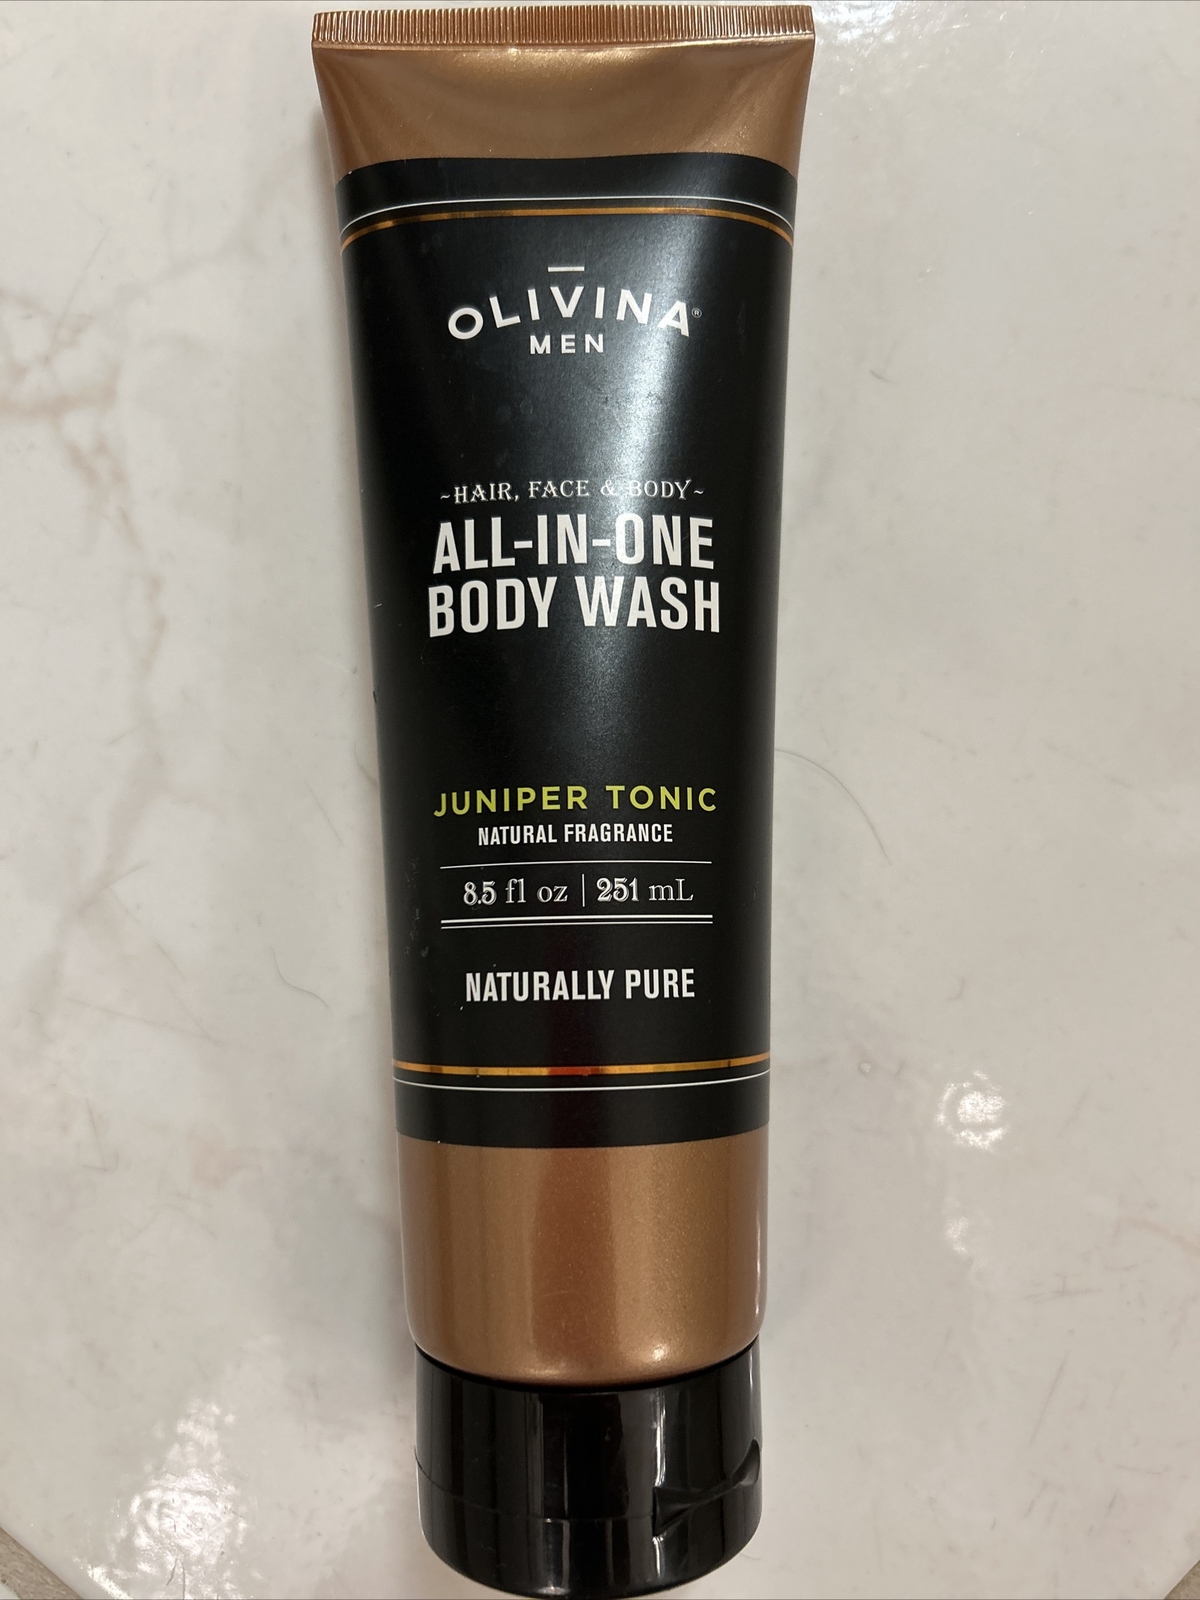 OLIVINA®
MEN
~HAIR, FACE & BODY~
ALL-IN-ONE
BODY WASH
JUNIPER TONIC
NATURAL FRAGRANCE
8.5 fl oz | 251 mL
NATURALLY PURE